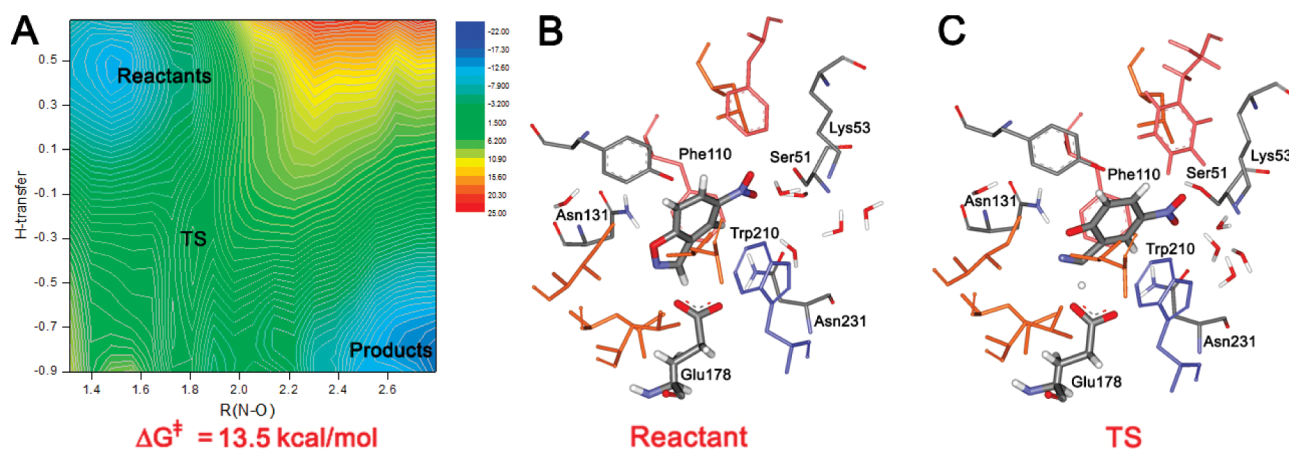 A
H-transfer
0.5
0.3
0.1
-0.1
-0.3
-0.5
-0.7
-0.9
Reactants
TS
Products
1.4 1.6 1.8 2.0 2.2 2.4 2.6
R(N-O)
ΔG‡ = 13.5 kcal/mol
-22.00
-17.30
-12.60
-7.900
-3.200
1.500
6.200
10.90
15.60
20.30
25.00
B
Lys53
Phe110
Ser51
Asn131
Trp210
Asn231
Glu178
Reactant
C
Lys53
Phe110
Ser51
Asn131
Trp210
Asn231
Glu178
TS